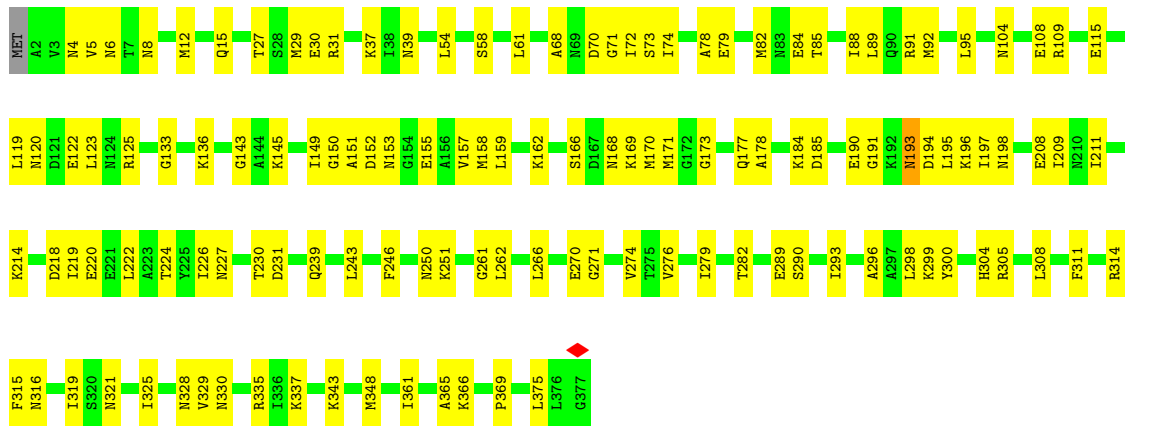 MET A2 V3 N4 V5 N6 T7 N8 M12 Q15 T27 S28 M29 E30 R31 K37 I38 N39 L54 S58 L61 A68 N69 D70 G71 I72 S73 I74 A78 E79 M82 N83 E84 T85 I88 L89 Q90 R91 M92 L95 N104 E108 R109 E115
L119 N120 D121 E122 L123 N124 R125 G133 K136 G143 A144 K145 I149 G150 A151 D152 N153 G154 E155 A156 V157 M158 L159 K162 S166 D167 N168 K169 M170 M171 G172 G173 Q177 A178 K184 D185 E190 G191 K192 N193 D194 L195 K196 I197 N198 E208 I209 N210 I211
K214 D218 I219 E220 E221 L222 A223 T224 Y225 I226 N227 T230 D231 Q239 L243 F246 N250 K251 G261 L262 L266 E270 G271 V274 T275 V276 I279 T282 E289 S290 I293 A296 A297 L298 K299 Y300 H304 R305 L308 F311 R314
F315 N316 I319 S320 N321 I325 N328 V329 N330 R335 I336 K337 K343 M348 I361 A365 K366 P369 L375 L376 G377